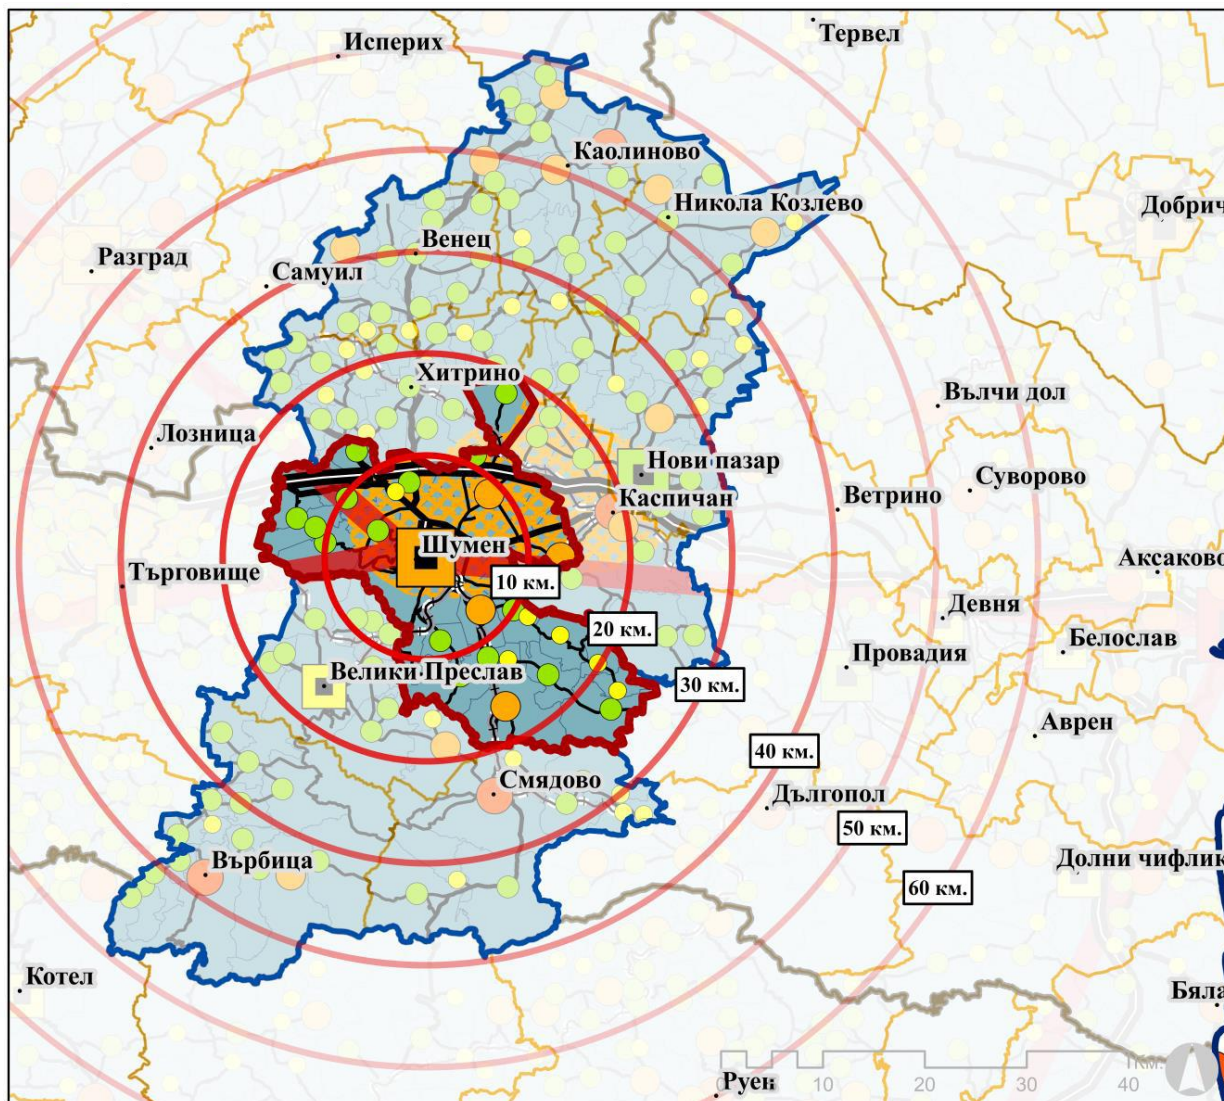 Тервел
Исперих
Каолиново
Никола Козлево
Добрич
Венец
Разград
Самуил
Хитрино
Вълчи дол
Лозница
Нови пазар
Суворово
Каспичан
Ветрино
Шумен
Аксаково
Търговище
10 км.
Девня
20 км.
Белослав
Провадия
Велики Преслав
30 км.
Аврен
40 км.
Смядово
Дългопол
50 км.
Върбица
Долни чифлик
60 км.
Котел
Бяла
км.
Руен
0 10 20 30 40